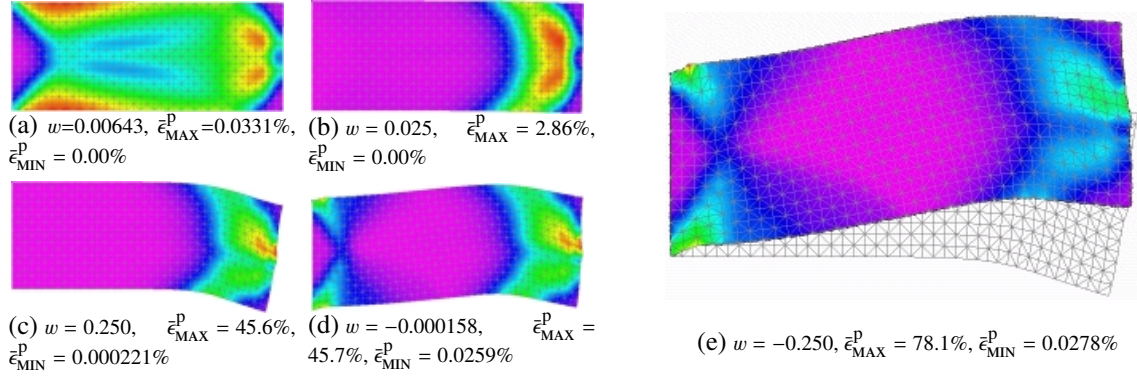 (a) w=0.00643, ε̄ᵖ_MAX=0.0331%,
ε̄ᵖ_MIN = 0.00%
(b) w = 0.025, ε̄ᵖ_MAX = 2.86%,
ε̄ᵖ_MIN = 0.00%
(c) w = 0.250, ε̄ᵖ_MAX = 45.6%,
ε̄ᵖ_MIN = 0.000221%
(d) w = −0.000158, ε̄ᵖ_MAX =
45.7%, ε̄ᵖ_MIN = 0.0259%
(e) w = −0.250, ε̄ᵖ_MAX = 78.1%, ε̄ᵖ_MIN = 0.0278%